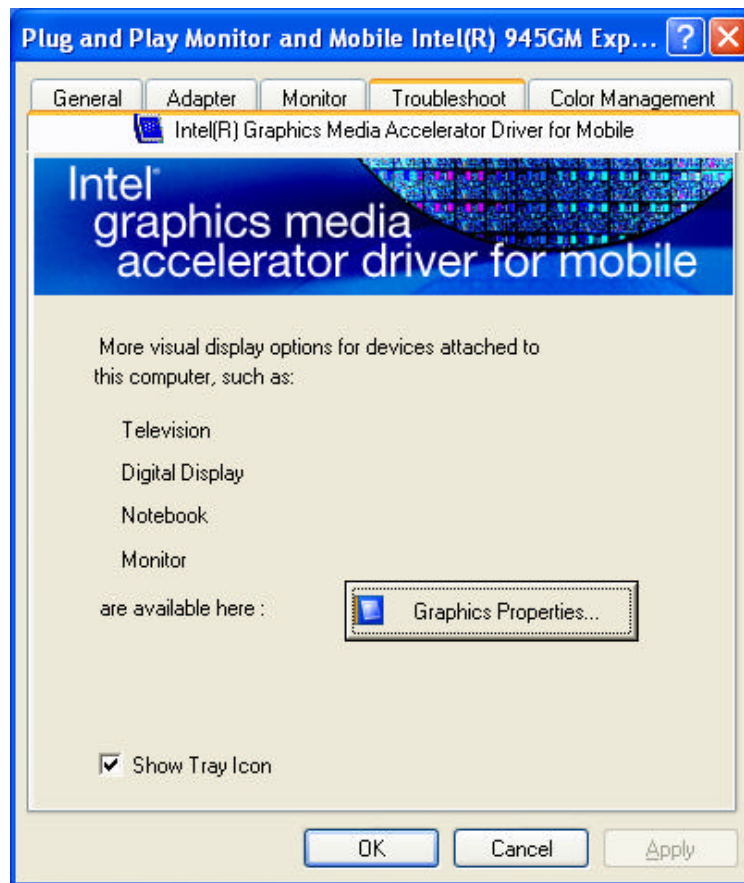 Plug and Play Monitor and Mobile Intel(R) 945GM Exp...
General Adapter Monitor Troubleshoot Color Management
Intel(R) Graphics Media Accelerator Driver for Mobile
Intel®
graphics media
accelerator driver for mobile
More visual display options for devices attached to
this computer, such as:
Television
Digital Display
Notebook
Monitor
are available here :
Graphics Properties...
Show Tray Icon
OK Cancel Apply